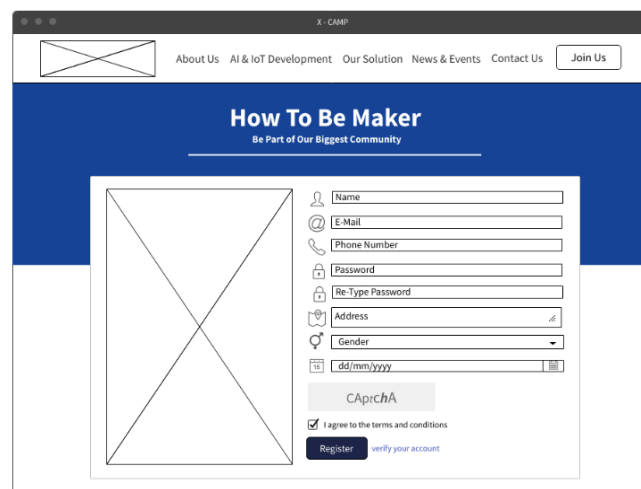 X - CAMP
About Us AI & IoT Development Our Solution News & Events Contact Us Join Us
How To Be Maker
Be Part of Our Biggest Community
Name
E-Mail
Phone Number
Password
Re-Type Password
Address
Gender
15 dd/mm/yyyy
CAptchA
I agree to the terms and conditions
Register verify your account